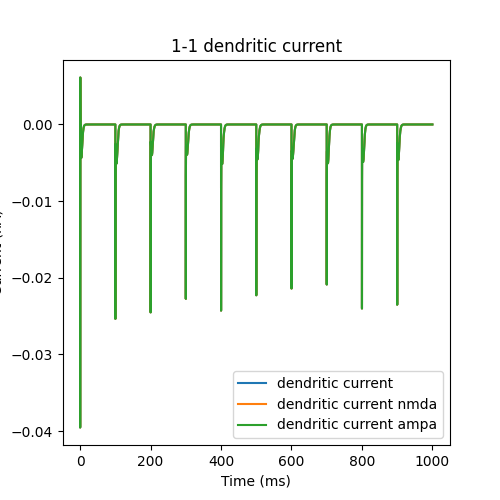 1-1 dendritic current
0.00
−0.01
−0.02
−0.03
−0.04
dendritic current
dendritic current nmda
dendritic current ampa
0
200
400
600
800
1000
Time (ms)